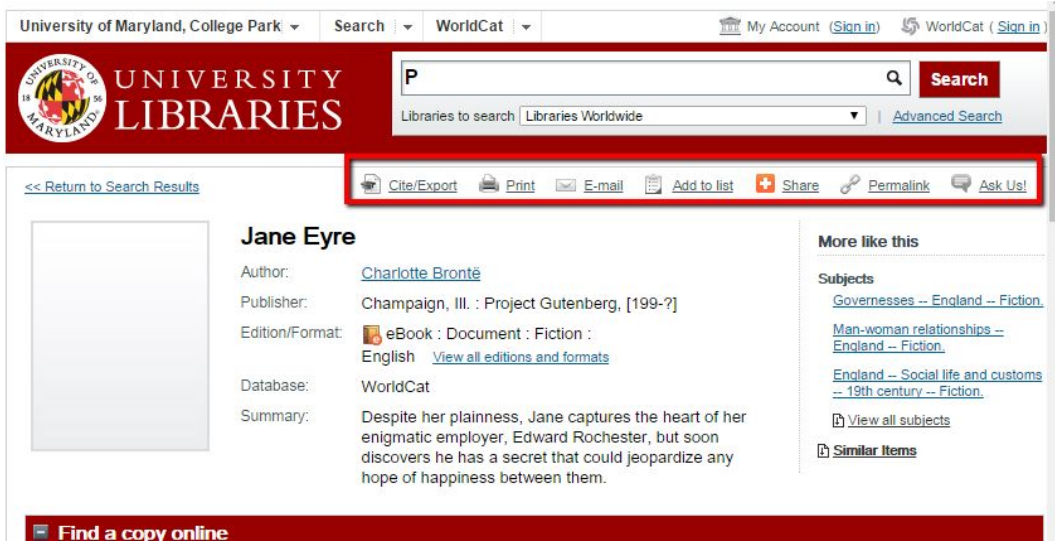 University of Maryland, College Park Search WorldCat My Account (Sign in) WorldCat ( Sign in )
UNIVERSITY OF MARYLAND 18 56
UNIVERSITY
LIBRARIES
P
Search
Libraries to search Libraries Worldwide | Advanced Search
<< Return to Search Results
Cite/Export Print E-mail Add to list Share Permalink Ask Us!
Jane Eyre
Author: Charlotte Brontë
Publisher: Champaign, Ill. : Project Gutenberg, [199-?]
Edition/Format: eBook : Document : Fiction :
English View all editions and formats
Database: WorldCat
Summary: Despite her plainness, Jane captures the heart of her
enigmatic employer, Edward Rochester, but soon
discovers he has a secret that could jeopardize any
hope of happiness between them.
More like this
Subjects
Governesses -- England -- Fiction.
Man-woman relationships --
England -- Fiction.
England -- Social life and customs
-- 19th century -- Fiction.
View all subjects
Similar Items
Find a copy online